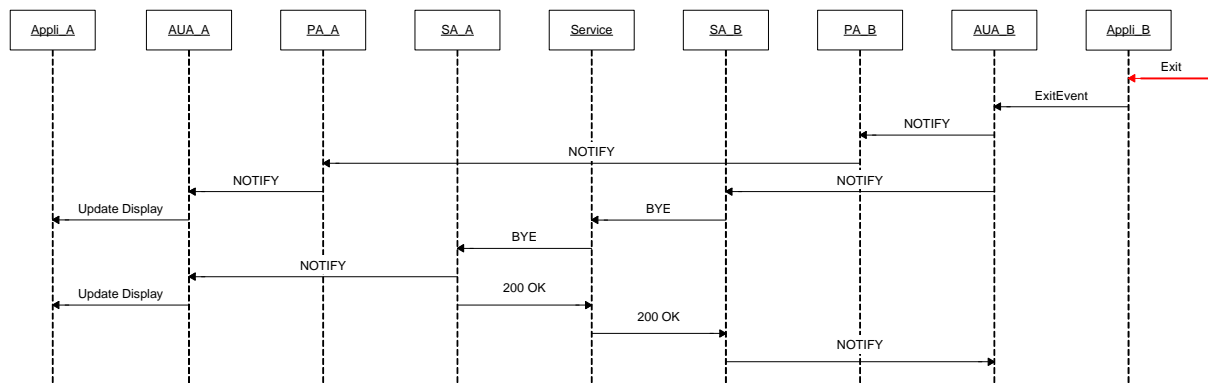 Appli_A AUA_A PA_A SA_A Service SA_B PA_B AUA_B Appli_B
Exit
ExitEvent
NOTIFY
NOTIFY
NOTIFY NOTIFY
Update Display BYE
BYE
NOTIFY
Update Display 200 OK
200 OK
NOTIFY